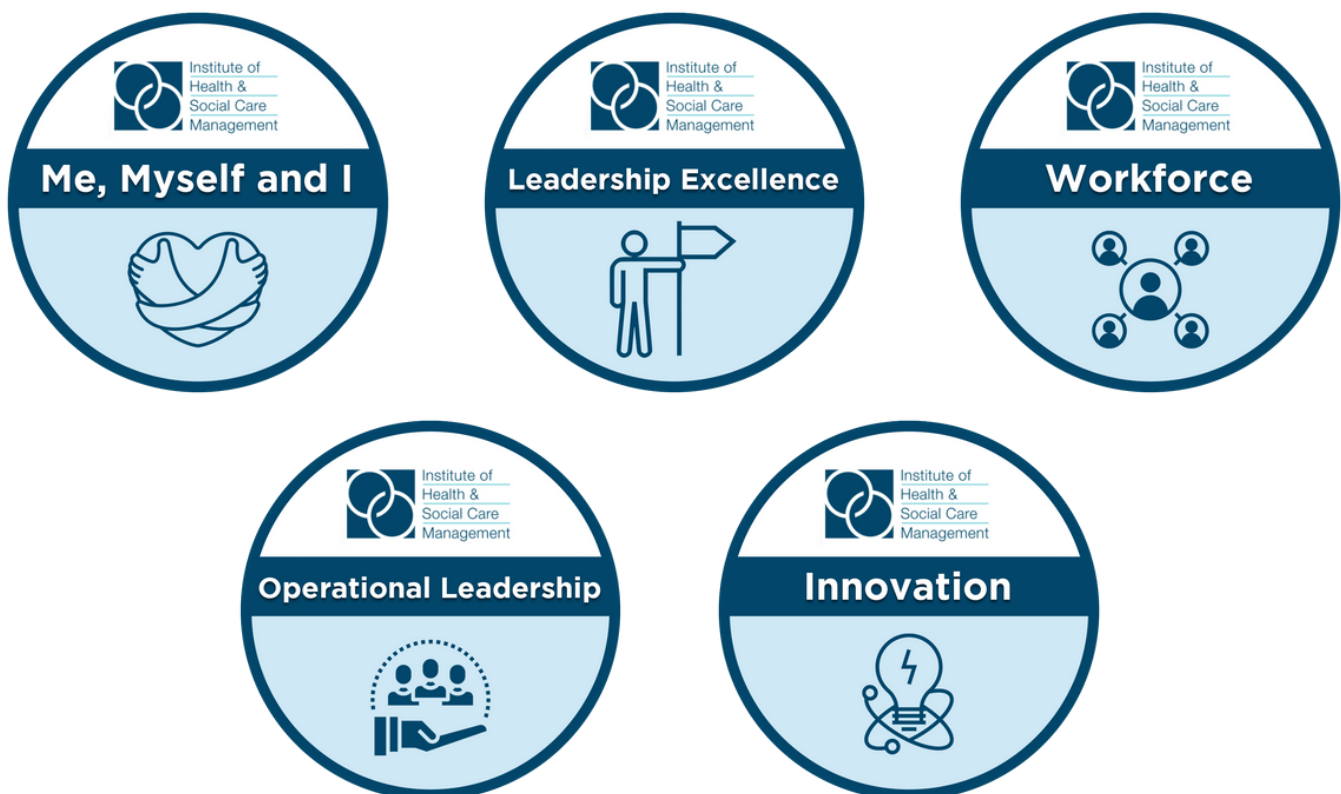 Institute of
Health &
Social Care
Management
Me, Myself and I
Institute of
Health &
Social Care
Management
Leadership Excellence
Institute of
Health &
Social Care
Management
Workforce
Institute of
Health &
Social Care
Management
Operational Leadership
Institute of
Health &
Social Care
Management
Innovation